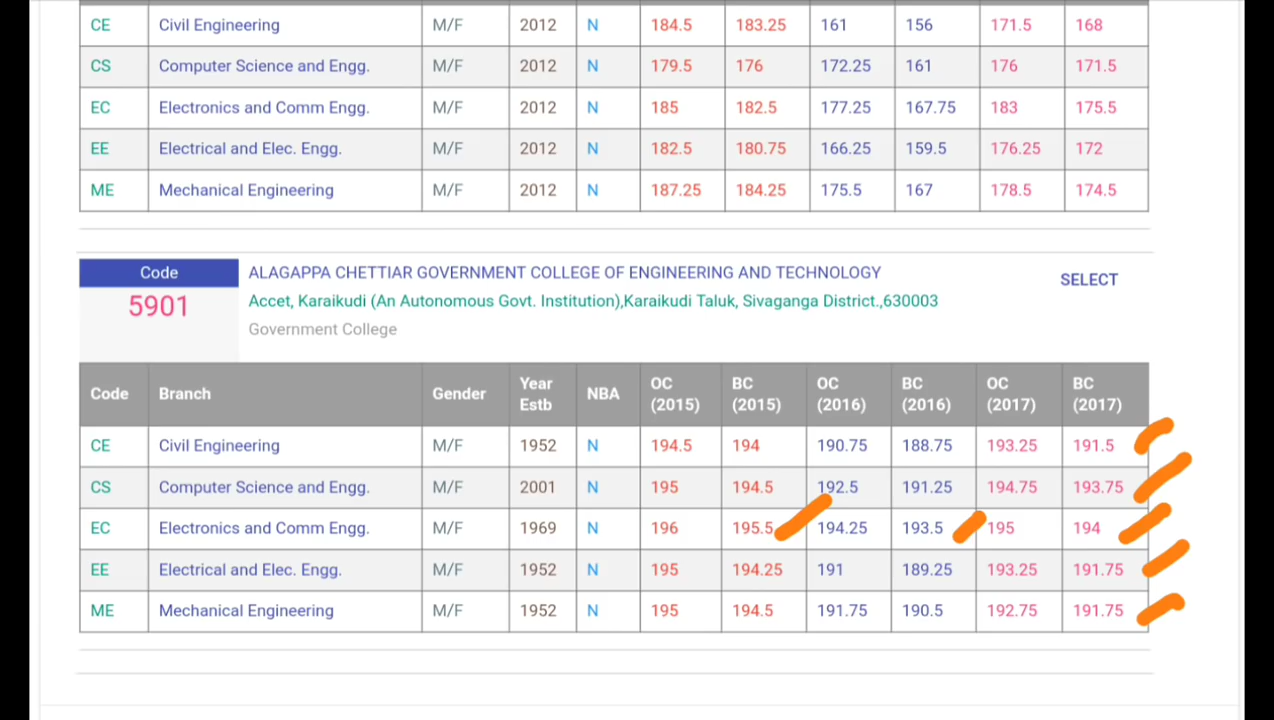 CE Civil Engineering M/F 2012 N 184.5 183.25 161 156 171.5 168
CS Computer Science and Engg. M/F 2012 N 179.5 176 172.25 161 176 171.5
EC Electronics and Comm Engg. M/F 2012 N 185 182.5 177.25 167.75 183 175.5
EE Electrical and Elec. Engg. M/F 2012 N 182.5 180.75 166.25 159.5 176.25 172
ME Mechanical Engineering M/F 2012 N 187.25 184.25 175.5 167 178.5 174.5
Code
5901
ALAGAPPA CHETTIAR GOVERNMENT COLLEGE OF ENGINEERING AND TECHNOLOGY
Accet, Karaikudi (An Autonomous Govt. Institution),Karaikudi Taluk, Sivaganga District.,630003
Government College
SELECT
Code Branch Gender Year Estb NBA OC (2015) BC (2015) OC (2016) BC (2016) OC (2017) BC (2017)
CE Civil Engineering M/F 1952 N 194.5 194 190.75 188.75 193.25 191.5
CS Computer Science and Engg. M/F 2001 N 195 194.5 192.5 191.25 194.75 193.75
EC Electronics and Comm Engg. M/F 1969 N 196 195.5 194.25 193.5 195 194
EE Electrical and Elec. Engg. M/F 1952 N 195 194.25 191 189.25 193.25 191.75
ME Mechanical Engineering M/F 1952 N 195 194.5 191.75 190.5 192.75 191.75